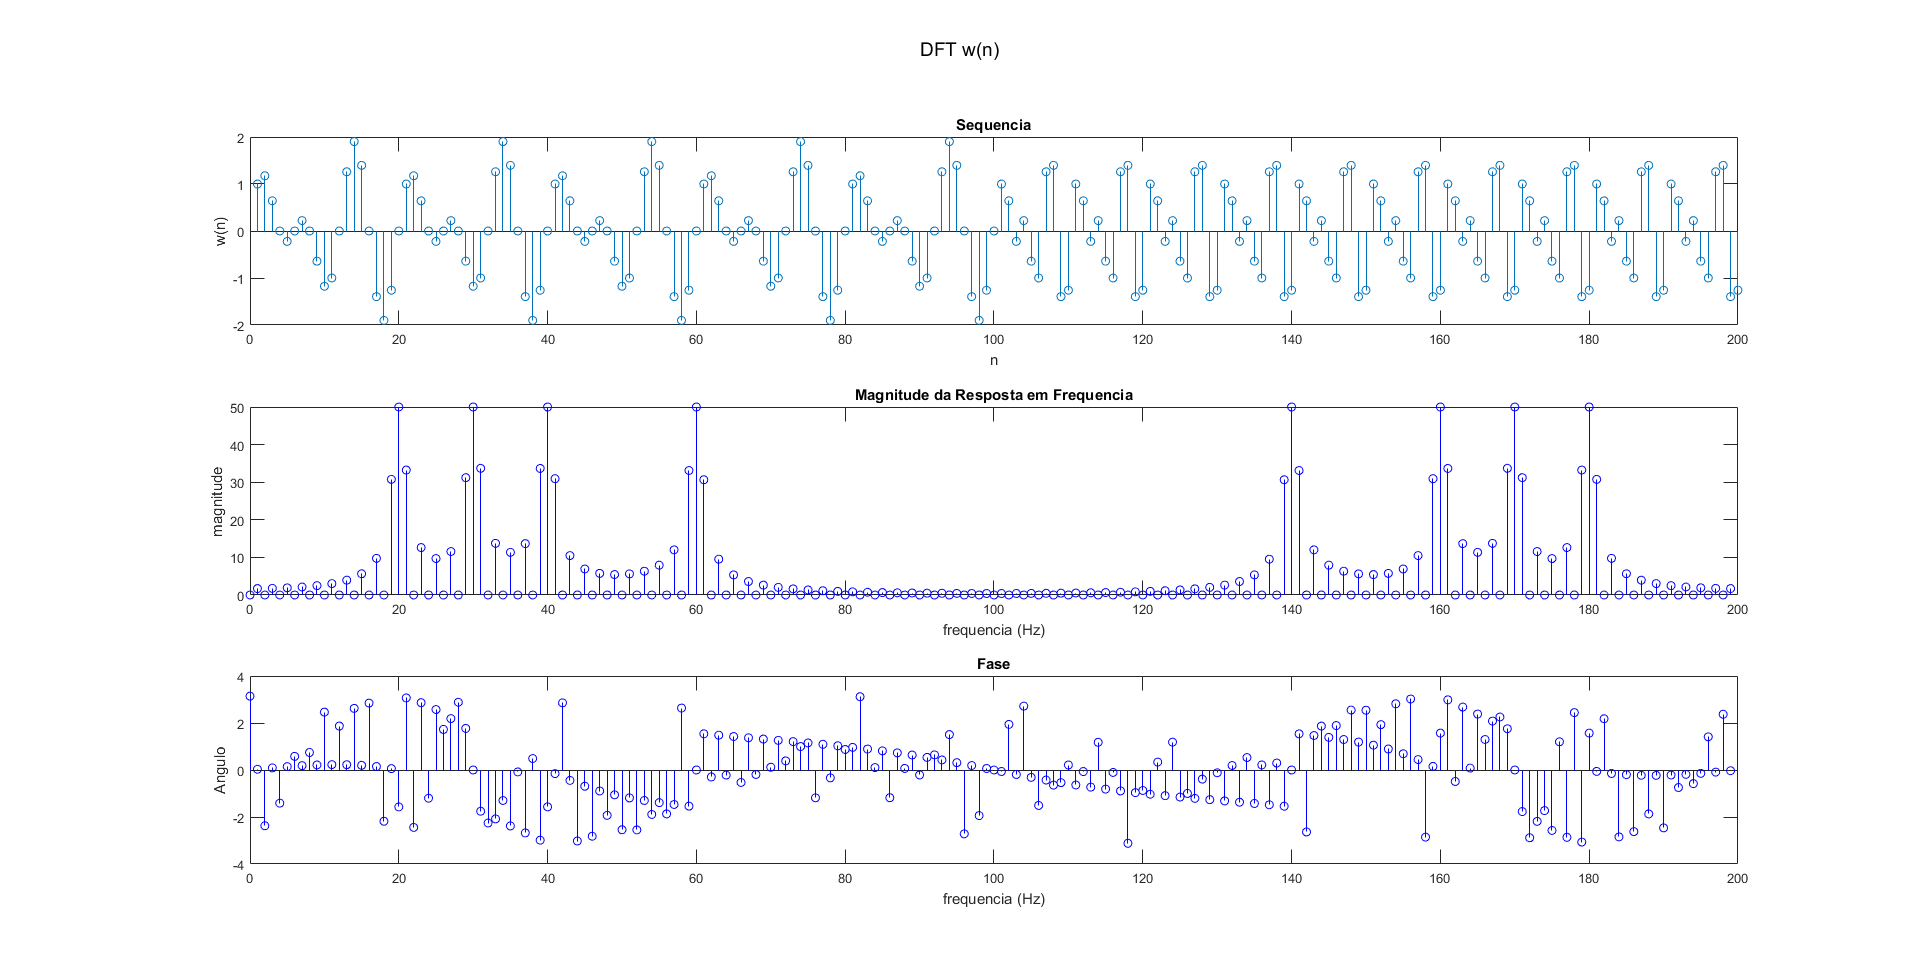 DFT w(n)
Sequencia
2
1
0
-1
-2
w(n)
0 20 40 60 80 100 120 140 160 180 200
n
Magnitude da Resposta em Frequencia
50
40
30
20
10
0
magnitude
0 20 40 60 80 100 120 140 160 180 200
frequencia (Hz)
Fase
4
2
0
-2
-4
Angulo
0 20 40 60 80 100 120 140 160 180 200
frequencia (Hz)